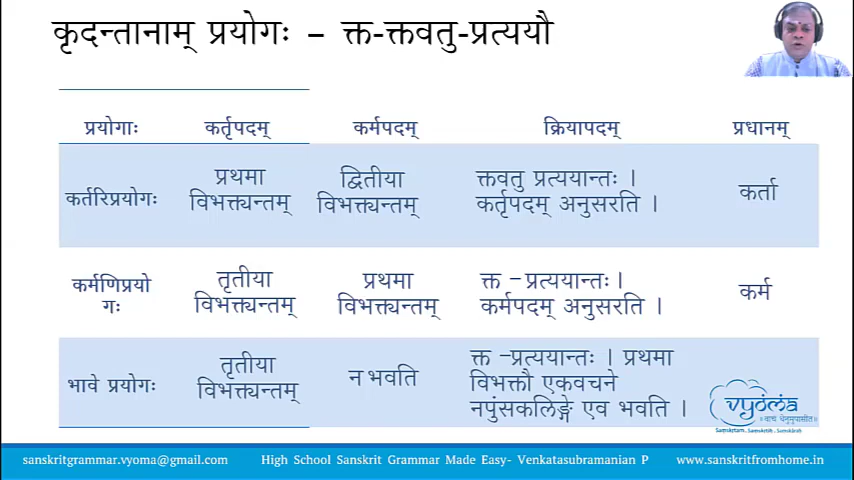 कृदन्तानाम् प्रयोगः – क्त-क्तवतु-प्रत्ययौ
प्रयोगाः कर्तृपदम् कर्मपदम् क्रियापदम् प्रधानम्
कर्तरिप्रयोगः
प्रथमा
विभक्त्यन्तम्
द्वितीया
विभक्त्यन्तम्
क्तवतु प्रत्ययान्तः ।
कर्तृपदम् अनुसरति ।
कर्ता
कर्मणिप्रयो
गः
तृतीया
विभक्त्यन्तम्
प्रथमा
विभक्त्यन्तम्
क्त – प्रत्ययान्तः ।
कर्मपदम् अनुसरति ।
कर्म
भावे प्रयोगः
तृतीया
विभक्त्यन्तम्
न भवति
क्त –प्रत्ययान्तः । प्रथमा
विभक्तौ एकवचने
नपुंसकलिङ्गे एव भवति ।
vyoma
॥ वाचं धेनुमुपासीत ॥
Samskrtam.. Samskrti.. Samskara..
sanskritgrammar.vyoma@gmail.com High School Sanskrit Grammar Made Easy- Venkatasubramanian P www.sanskritfromhome.in